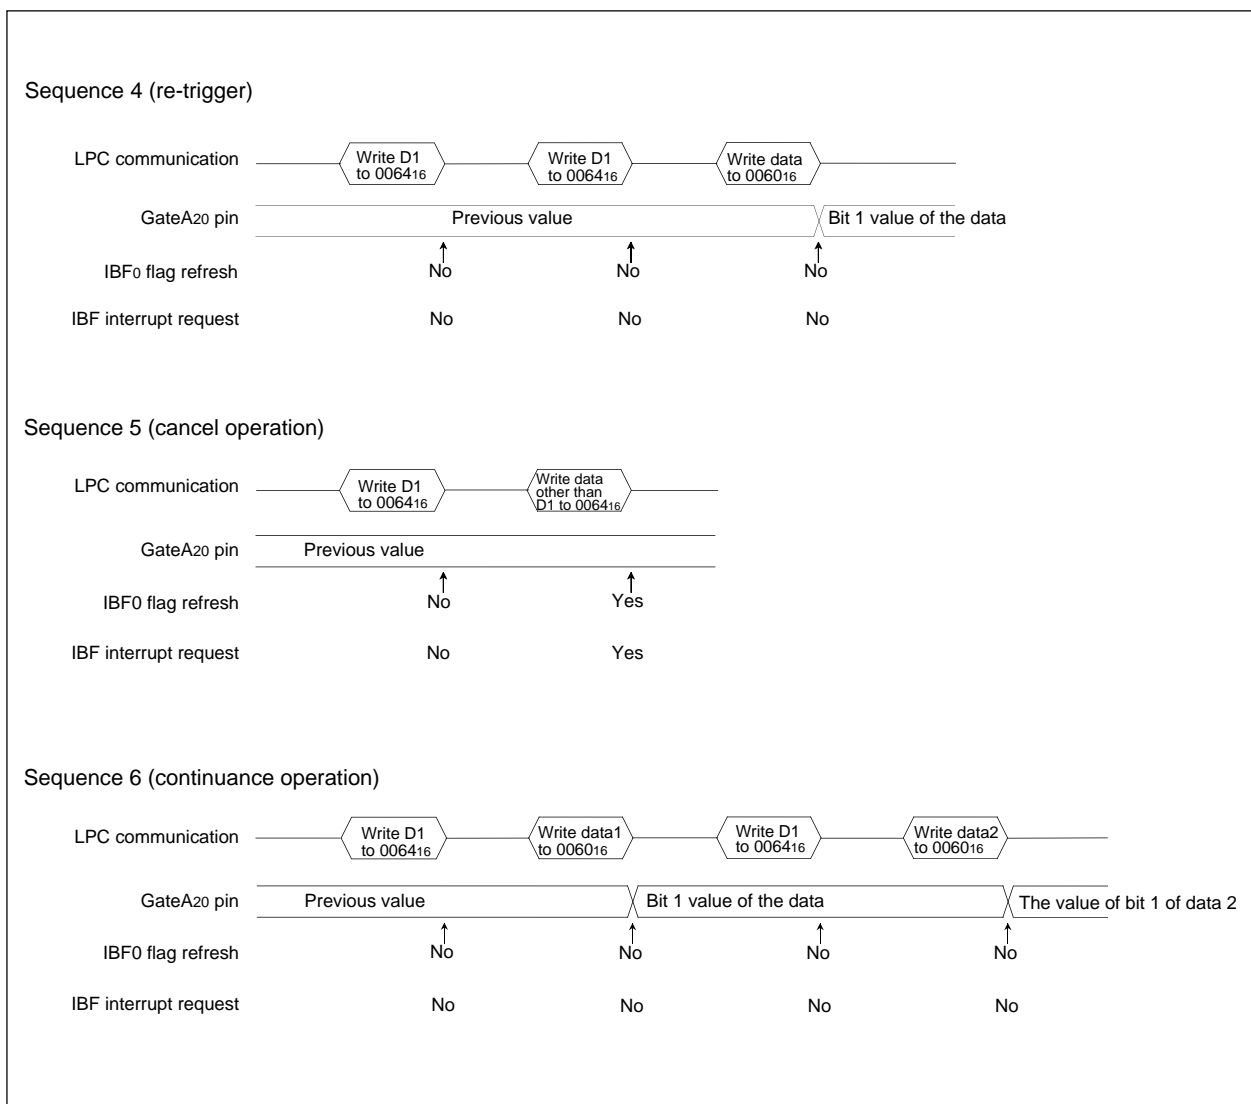 Sequence 4 (re-trigger)
LPC communication
Write D1
to 006416
Write D1
to 006416
Write data
to 006016
GateA20 pin
Previous value
Bit 1 value of the data
IBF0 flag refresh
No
No
No
IBF interrupt request
No
No
No
Sequence 5 (cancel operation)
LPC communication
Write D1
to 006416
Write data
other than
D1 to 006416
GateA20 pin
Previous value
IBF0 flag refresh
No
Yes
IBF interrupt request
No
Yes
Sequence 6 (continuance operation)
LPC communication
Write D1
to 006416
Write data1
to 006016
Write D1
to 006416
Write data2
to 006016
GateA20 pin
Previous value
Bit 1 value of the data
The value of bit 1 of data 2
IBF0 flag refresh
No
No
No
No
IBF interrupt request
No
No
No
No